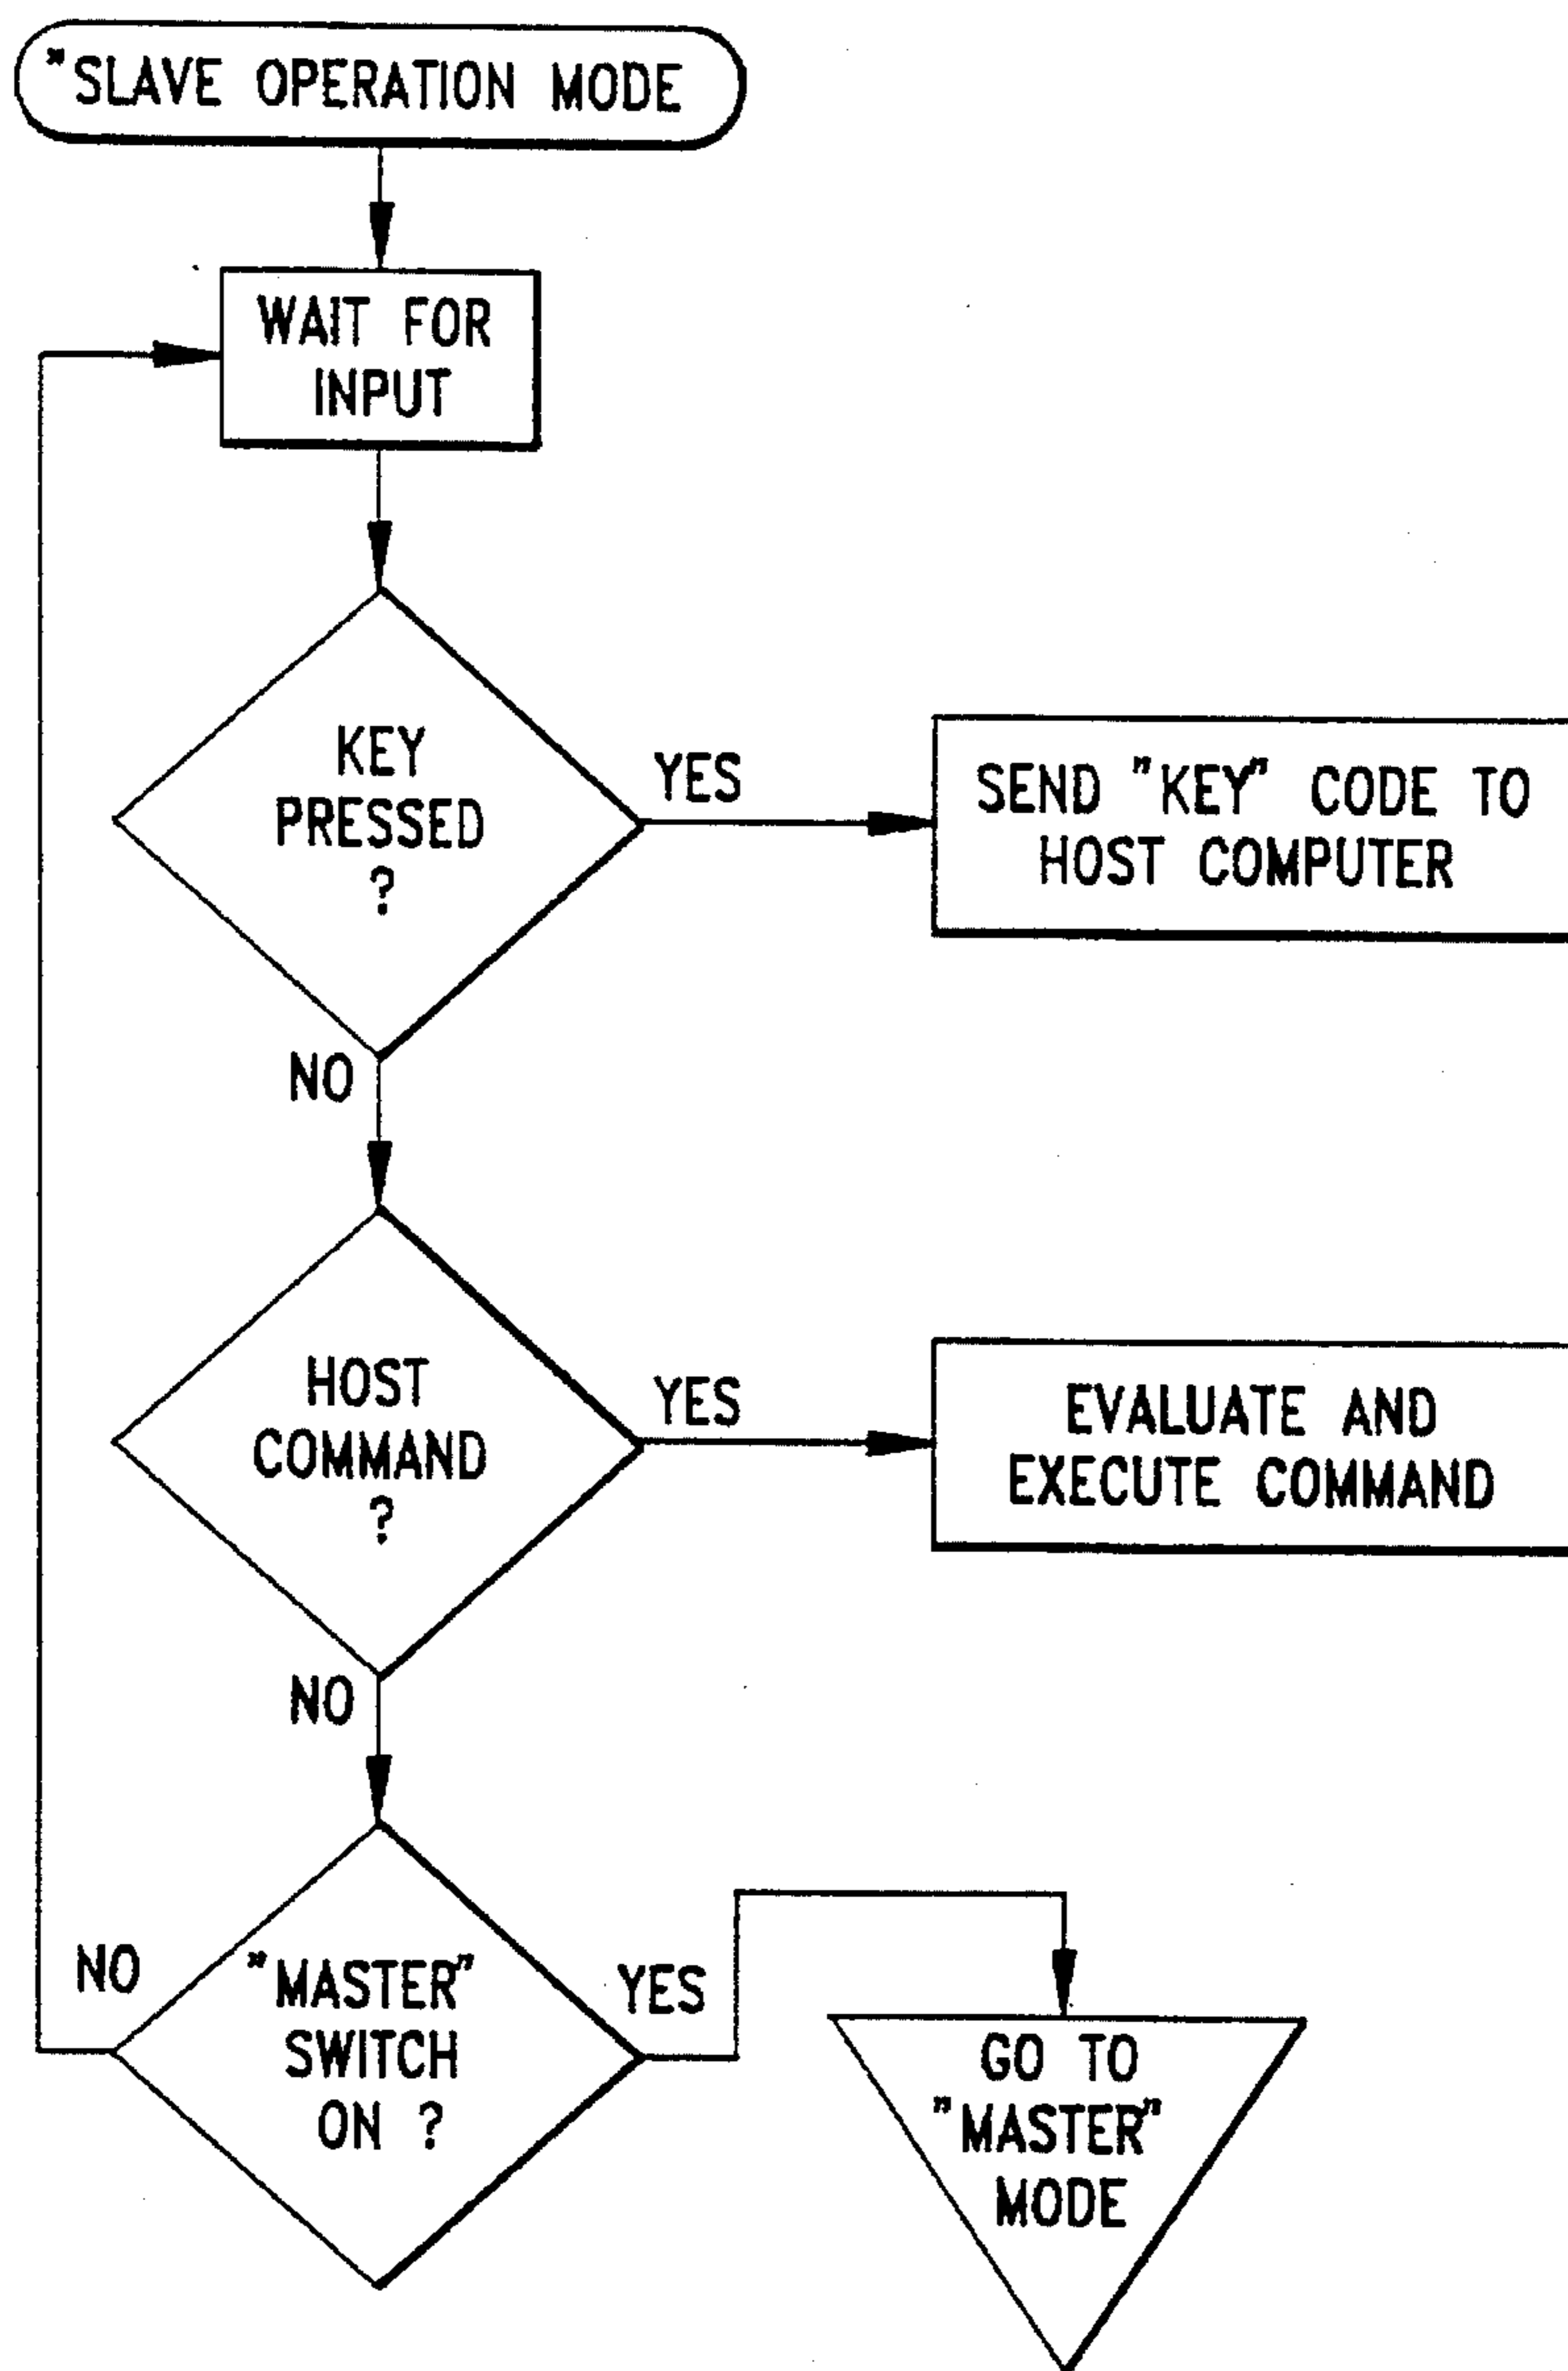 "SLAVE OPERATION MODE
WAIT FOR
INPUT
KEY
PRESSED
?
YES
SEND "KEY" CODE TO
HOST COMPUTER
NO
HOST
COMMAND
?
YES
EVALUATE AND
EXECUTE COMMAND
NO
"MASTER"
SWITCH
ON ?
NO
YES
GO TO
"MASTER"
MODE